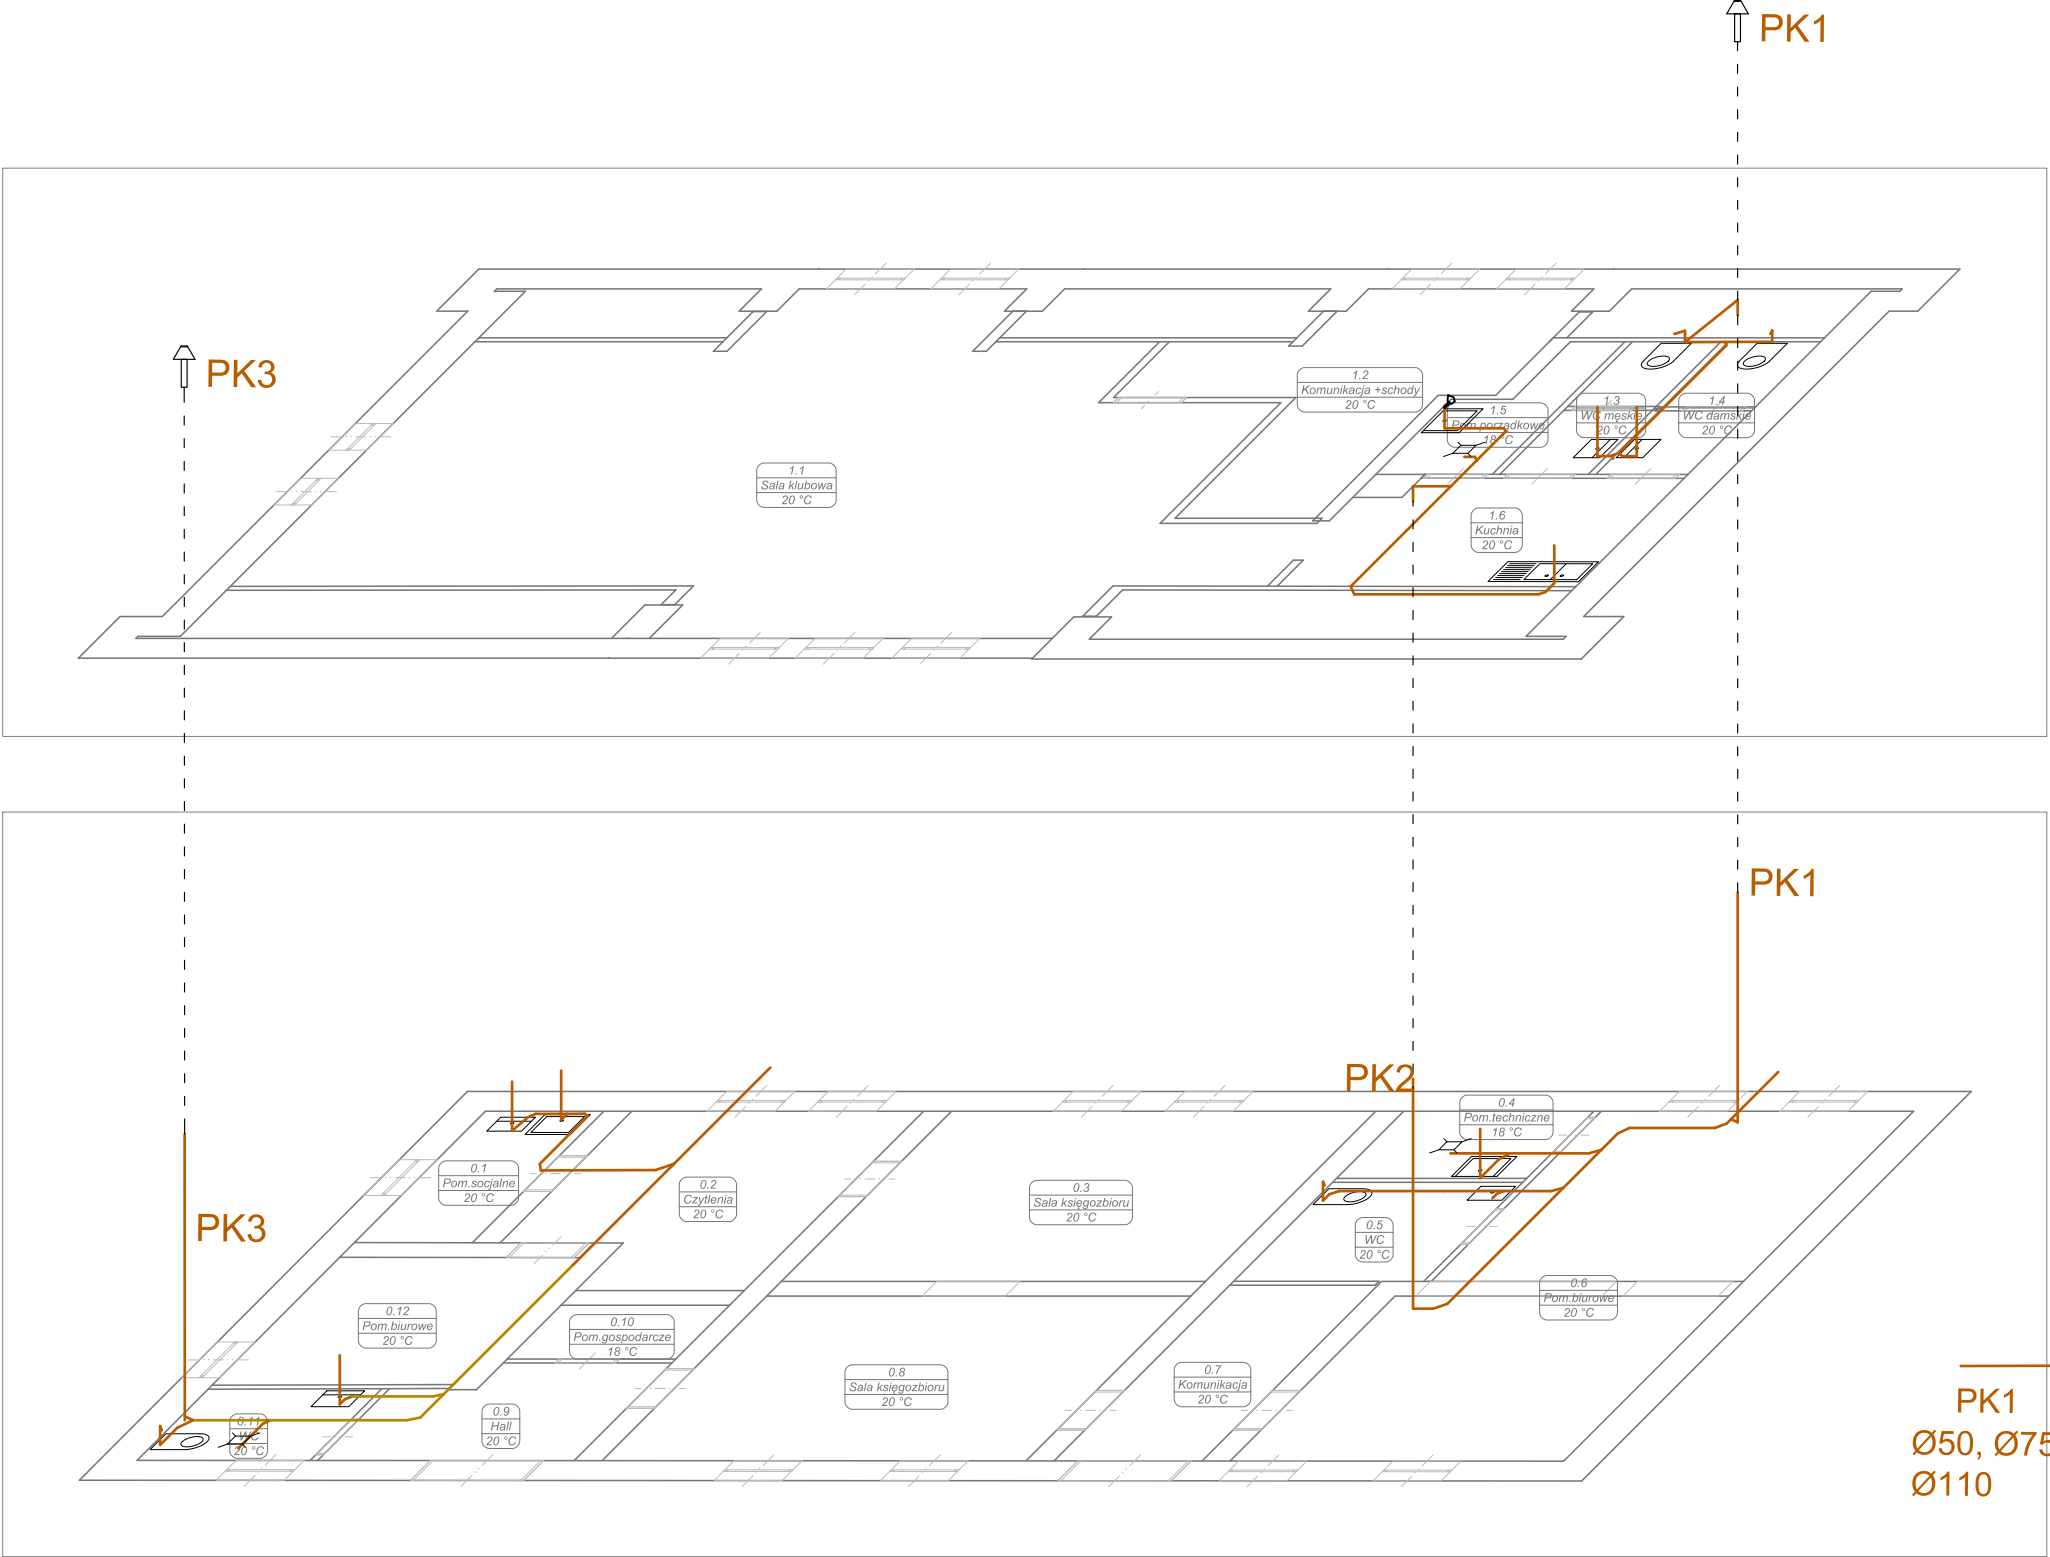 PK1
PK3
1.2
Komunikacja +schody
20 °C
1.5
Pom.porzadkowe
18 °C
1.3
WC męskie
20 °C
1.4
WC damskie
20 °C
1.1
Sala klubowa
20 °C
1.6
Kuchnia
20 °C
PK1
PK2
0.4
Pom.techniczne
18 °C
0.1
Pom.socjalne
20 °C
0.2
Czytlenia
20 °C
0.3
Sala księgozbioru
20 °C
PK3
0.5
WC
20 °C
0.6
Pom.biurowe
20 °C
0.12
Pom.biurowe
20 °C
0.10
Pom.gospodarcze
18 °C
0.8
Sala księgozbioru
20 °C
0.7
Komunikacja
20 °C
0.11
WC
20 °C
0.9
Hall
20 °C
PK1
Ø50, Ø75
Ø110